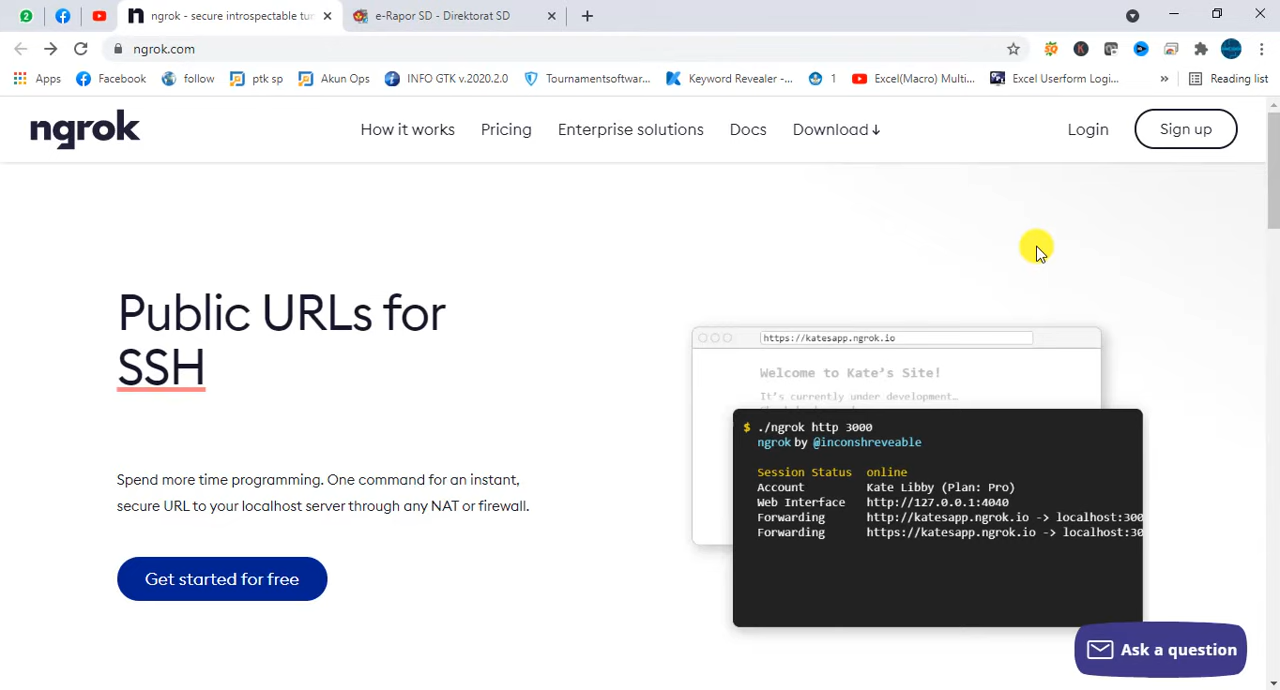 2
ngrok - secure introspectable tu
e-Rapor SD - Direktorat SD
ngrok.com
Apps
Facebook
follow
ptk sp
Akun Ops
INFO GTK v.2020.2.0
Tournamentsoftwar...
Keyword Revealer -...
1
Excel(Macro) Multi...
Excel Userform Logi...
»
Reading list
ngrok
How it works
Pricing
Enterprise solutions
Docs
Download
Login
Sign up
Public URLs for
SSH
Spend more time programming. One command for an instant,
secure URL to your localhost server through any NAT or firewall.
Get started for free
https://katesapp.ngrok.io
Welcome to Kate's Site!
It's currently under development…
$ ./ngrok http 3000
ngrok by @inconshreveable
Session Status online
Account Kate Libby (Plan: Pro)
Web Interface http://127.0.0.1:4040
Forwarding http://katesapp.ngrok.io -> localhost:300
Forwarding https://katesapp.ngrok.io -> localhost:30
Ask a question